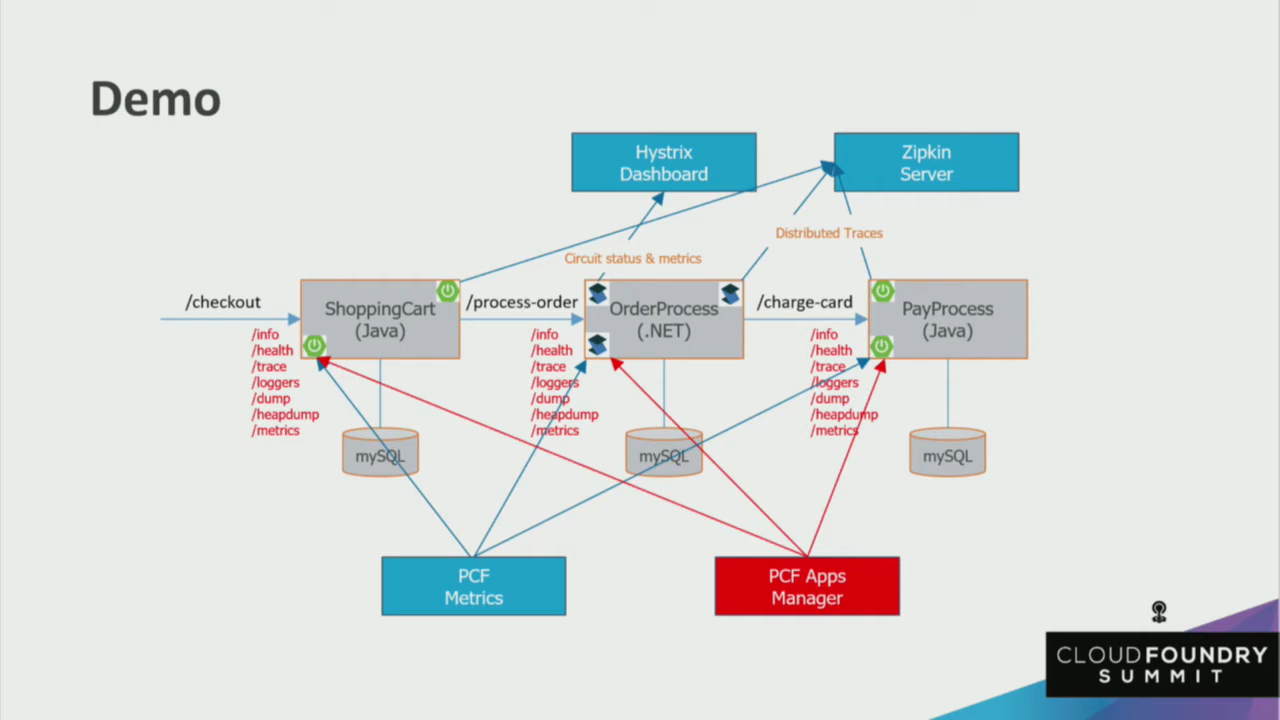 Demo
Hystrix
Dashboard
Zipkin
Server
Distributed Traces
Circuit status & metrics
/checkout
ShoppingCart
(Java)
/process-order
OrderProcess
(.NET)
/charge-card
PayProcess
(Java)
/info
/health
/trace
/loggers
/dump
/heapdump
/metrics
/info
/health
/trace
/loggers
/dump
/heapdump
/metrics
/info
/health
/trace
/loggers
/dump
/heapdump
/metrics
mySQL
mySQL
mySQL
PCF
Metrics
PCF Apps
Manager
CLOUDFOUNDRY
SUMMIT